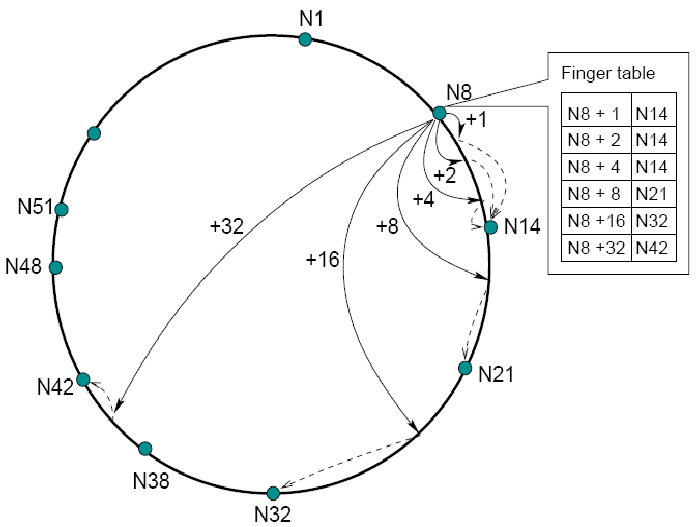 N1
N8
Finger table
N8 + 1 N14
N8 + 2 N14
N8 + 4 N14
N8 + 8 N21
N8 +16 N32
N8 +32 N42
+1
+2
+4
+8
+16
+32
N14
N51
N48
N21
N42
N38
N32